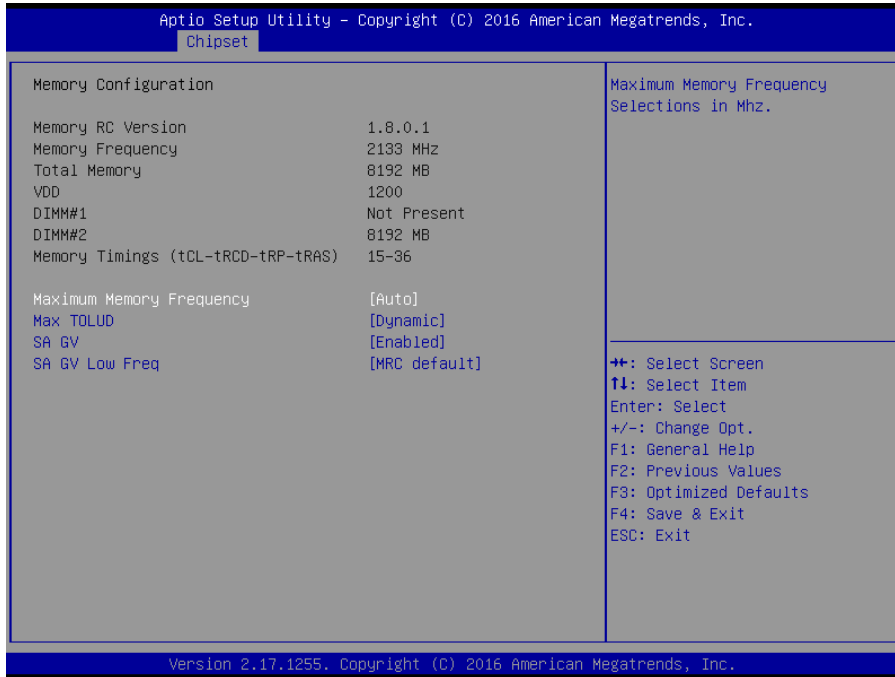 Aptio Setup Utility – Copyright (C) 2016 American Megatrends, Inc.
Chipset
Memory Configuration
Memory RC Version 1.8.0.1
Memory Frequency 2133 MHz
Total Memory 8192 MB
VDD 1200
DIMM#1 Not Present
DIMM#2 8192 MB
Memory Timings (tCL-tRCD-tRP-tRAS) 15-36
Maximum Memory Frequency [Auto]
Max TOLUD [Dynamic]
SA GV [Enabled]
SA GV Low Freq [MRC default]
Maximum Memory Frequency
Selections in Mhz.
→←: Select Screen
↑↓: Select Item
Enter: Select
+/-: Change Opt.
F1: General Help
F2: Previous Values
F3: Optimized Defaults
F4: Save & Exit
ESC: Exit
Version 2.17.1255. Copyright (C) 2016 American Megatrends, Inc.